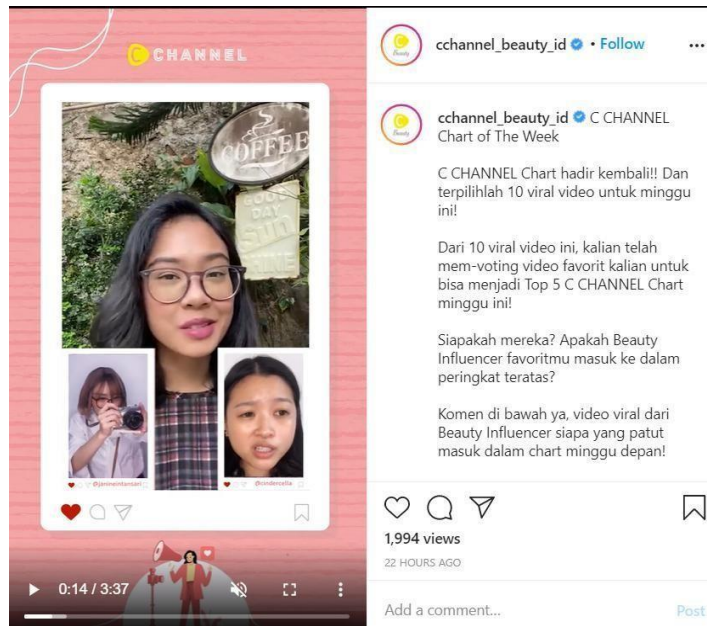 C CHANNEL
COFFEE
GOOD
DAY
SUN
SHINE
@janineintansari
@rindercella
0:14 / 3:37
cchannel_beauty_id • Follow
cchannel_beauty_id C CHANNEL
Chart of The Week
C CHANNEL Chart hadir kembali!! Dan
terpilihlah 10 viral video untuk minggu
ini!
Dari 10 viral video ini, kalian telah
mem-voting video favorit kalian untuk
bisa menjadi Top 5 C CHANNEL Chart
minggu ini!
Siapakah mereka? Apakah Beauty
Influencer favoritmu masuk ke dalam
peringkat teratas?
Komen di bawah ya, video viral dari
Beauty Influencer siapa yang patut
masuk dalam chart minggu depan!
1,994 views
22 HOURS AGO
Add a comment...
Post